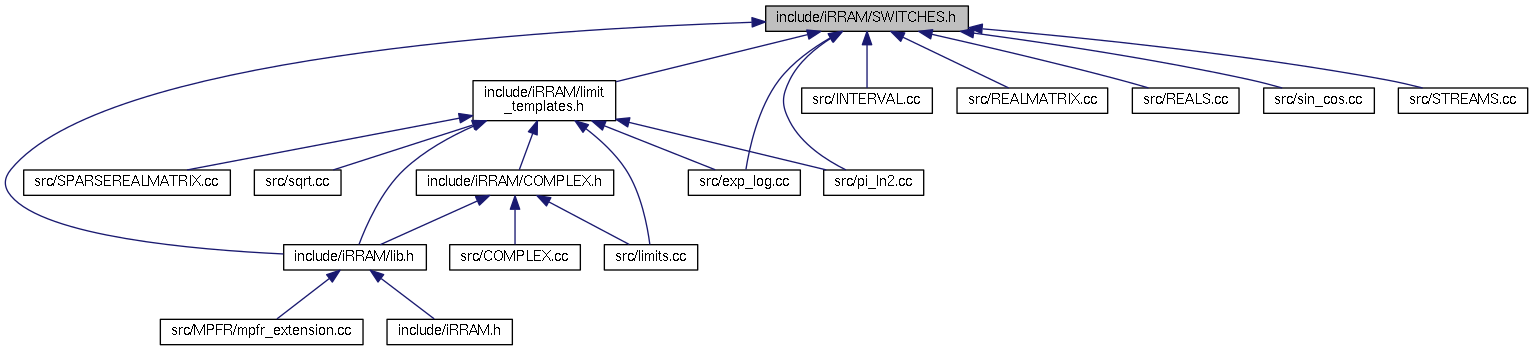 include/iRRAM/SWITCHES.h
include/iRRAM/limit
_templates.h
src/INTERVAL.cc
src/REALMATRIX.cc
src/REALS.cc
src/sin_cos.cc
src/STREAMS.cc
src/SPARSEREALMATRIX.cc
src/sqrt.cc
include/iRRAM/COMPLEX.h
src/exp_log.cc
src/pi_ln2.cc
include/iRRAM/lib.h
src/COMPLEX.cc
src/limits.cc
src/MPFR/mpfr_extension.cc
include/iRRAM.h